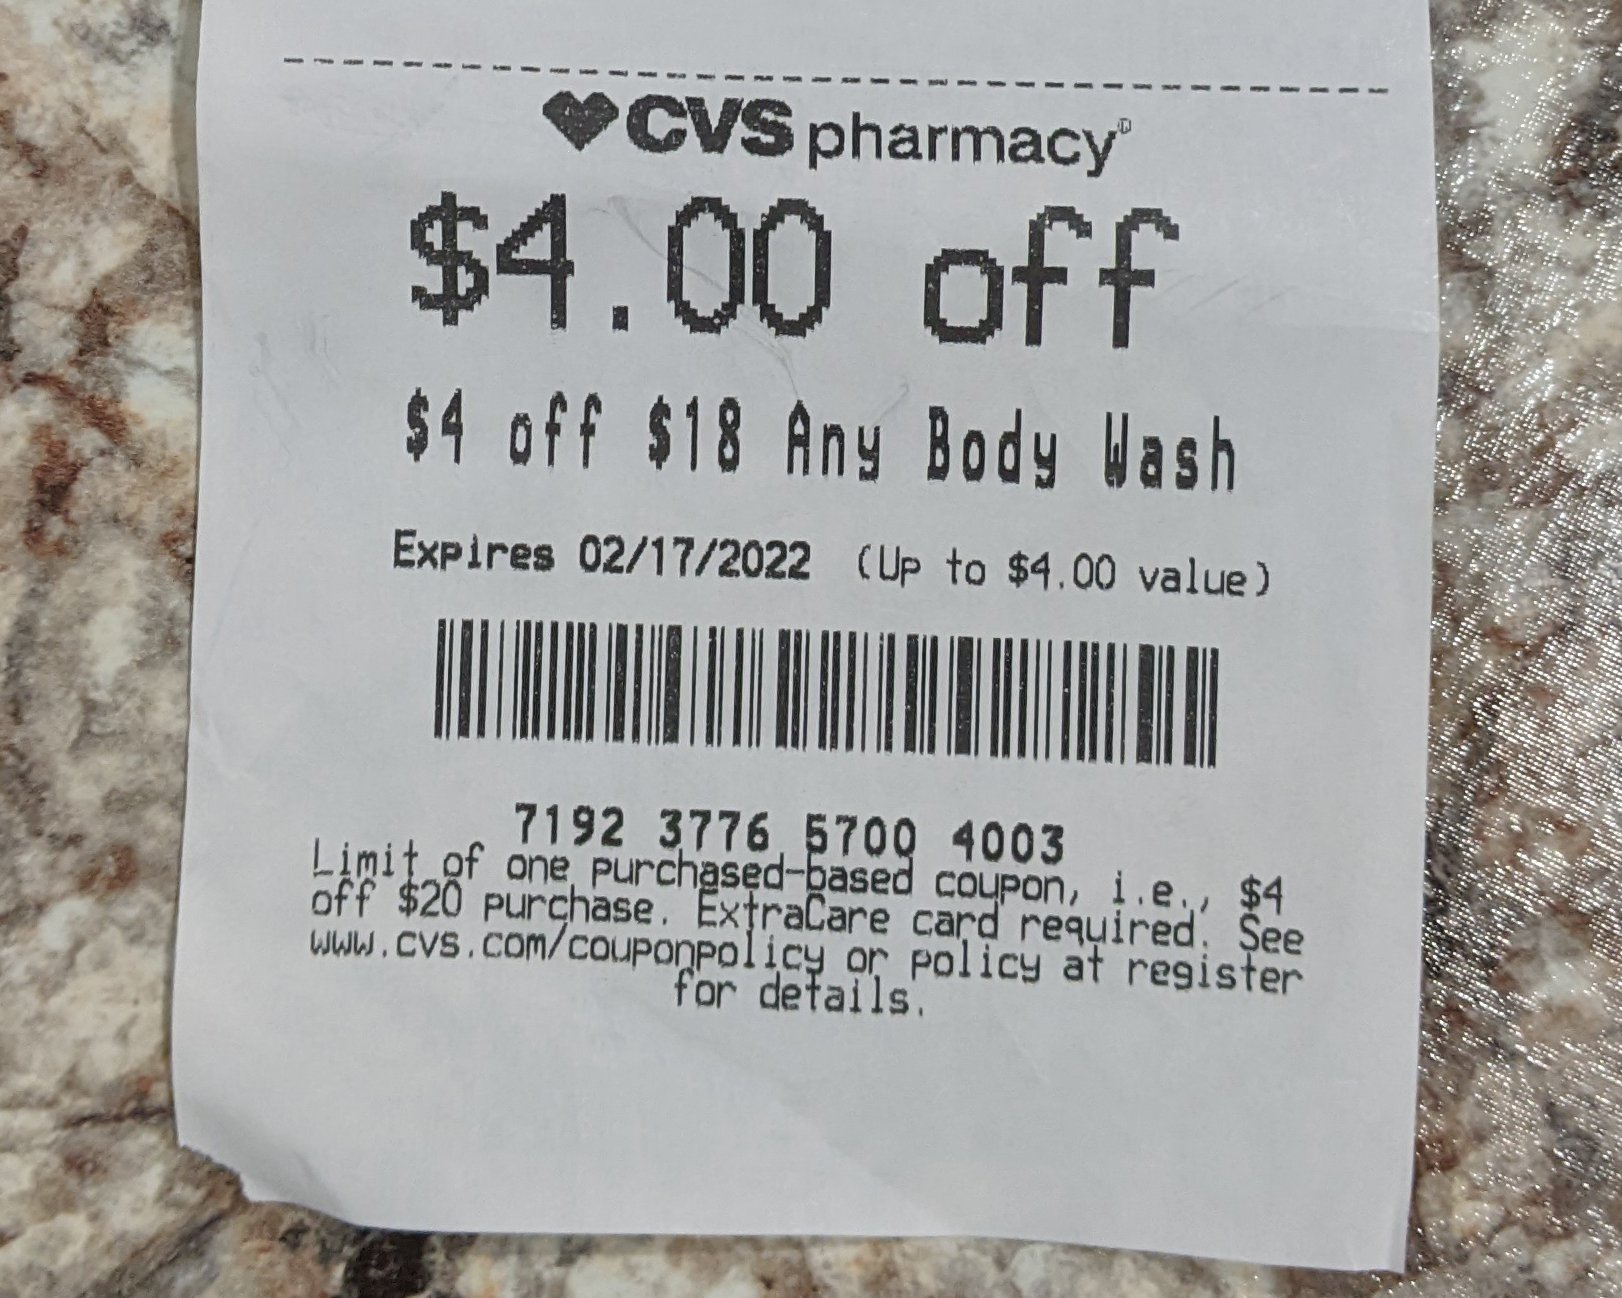 CVS pharmacy®
$4.00 off
$4 off $18 Any Body Wash
Expires 02/17/2022 (Up to $4.00 value)
7192 3776 5700 4003
Limit of one purchased-based coupon, i.e., $4
off $20 purchase. ExtraCare card required. See
www.cvs.com/couponpolicy or policy at register
for details.